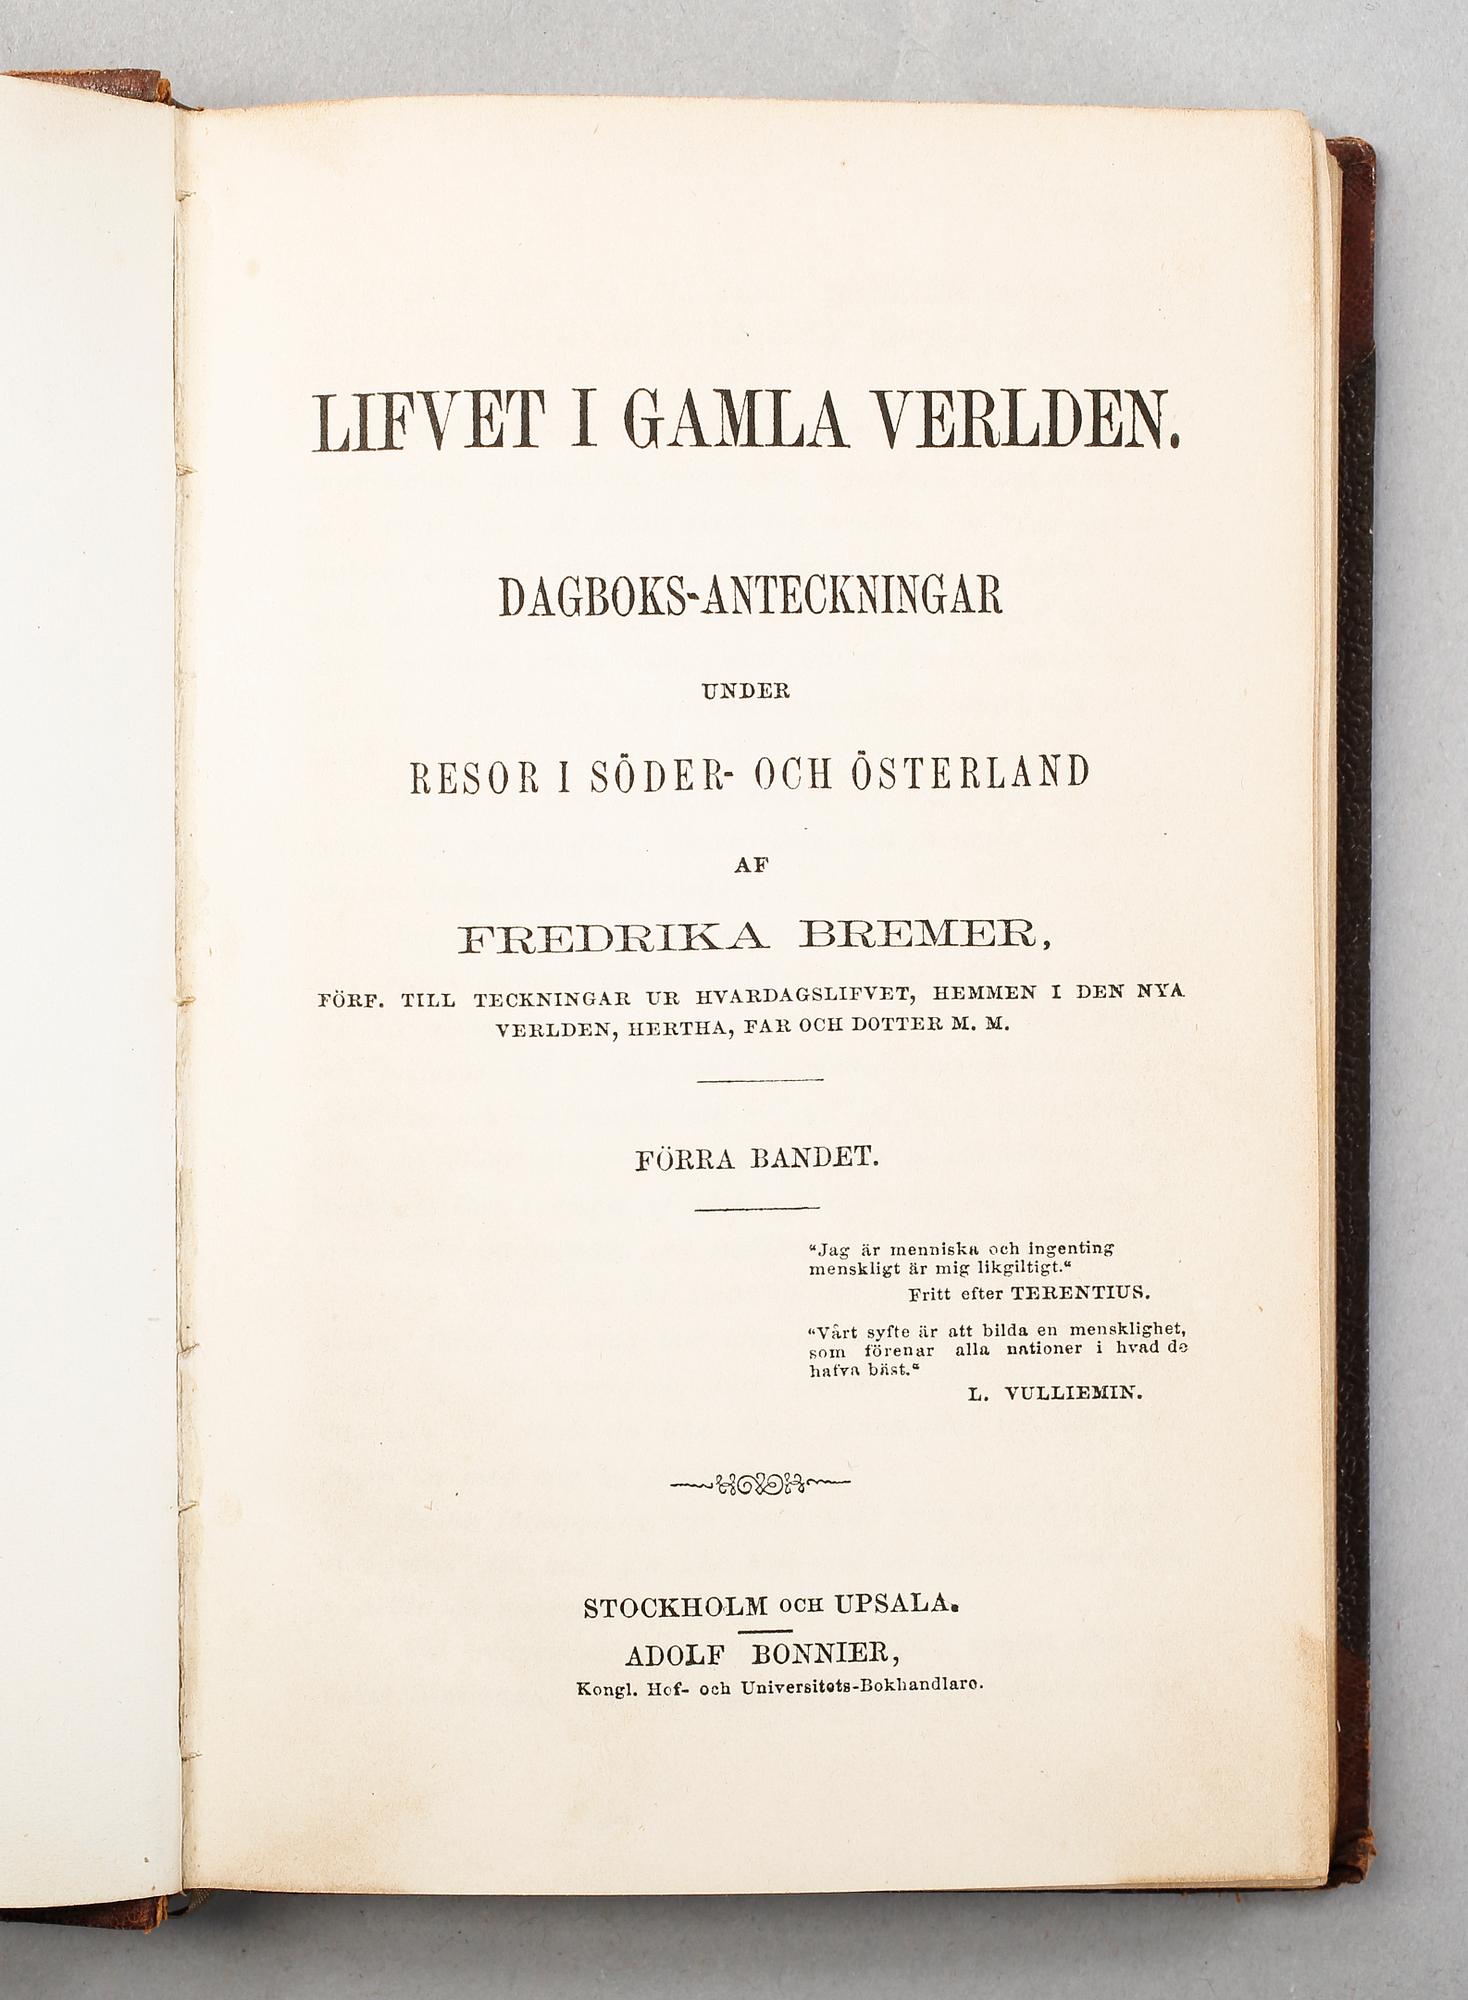 LIFVET I GAMLA VERLDEN.
DAGBOKS-ANTECKNINGAR
UNDER
RESOR I SÖDER- OCH ÖSTERLAND
AF
FREDRIKA BREMER,
FÖRF. TILL TECKNINGAR UR HVARDAGSLIFVET, HEMMEN I DEN NYA
VERLDEN, HERTHA, FAR OCH DOTTER M. M.
FÖRRA BANDET.
“Jag är menniska och ingenting
menskligt är mig likgiltigt.“
Fritt efter TERENTIUS.
“Vårt syfte är att bilda en mensklighet,
som förenar alla nationer i hvad de
hafva bäst.“
L. VULLIEMIN.
STOCKHOLM OCH UPSALA.
ADOLF BONNIER,
Kongl. Hof- och Universitets-Bokhandlare.